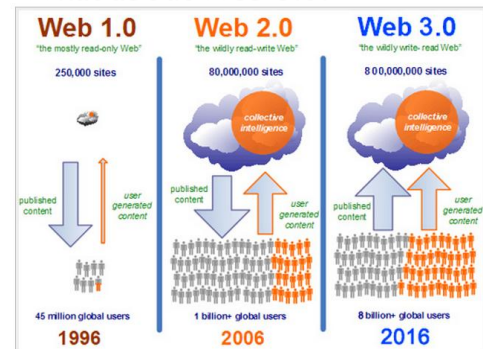 Web 1.0
"the mostly read-only Web"
250,000 sites
published
content
user
generated
content
45 million global users
1996
Web 2.0
"the wildly read-write Web"
80,000,000 sites
collective
intelligence
published
content
user
generated
content
1 billion+ global users
2006
Web 3.0
"the wildly write- read Web"
800,000,000 sites
collective
intelligence
published
content
user
generated
content
8 billion+ global users
2016